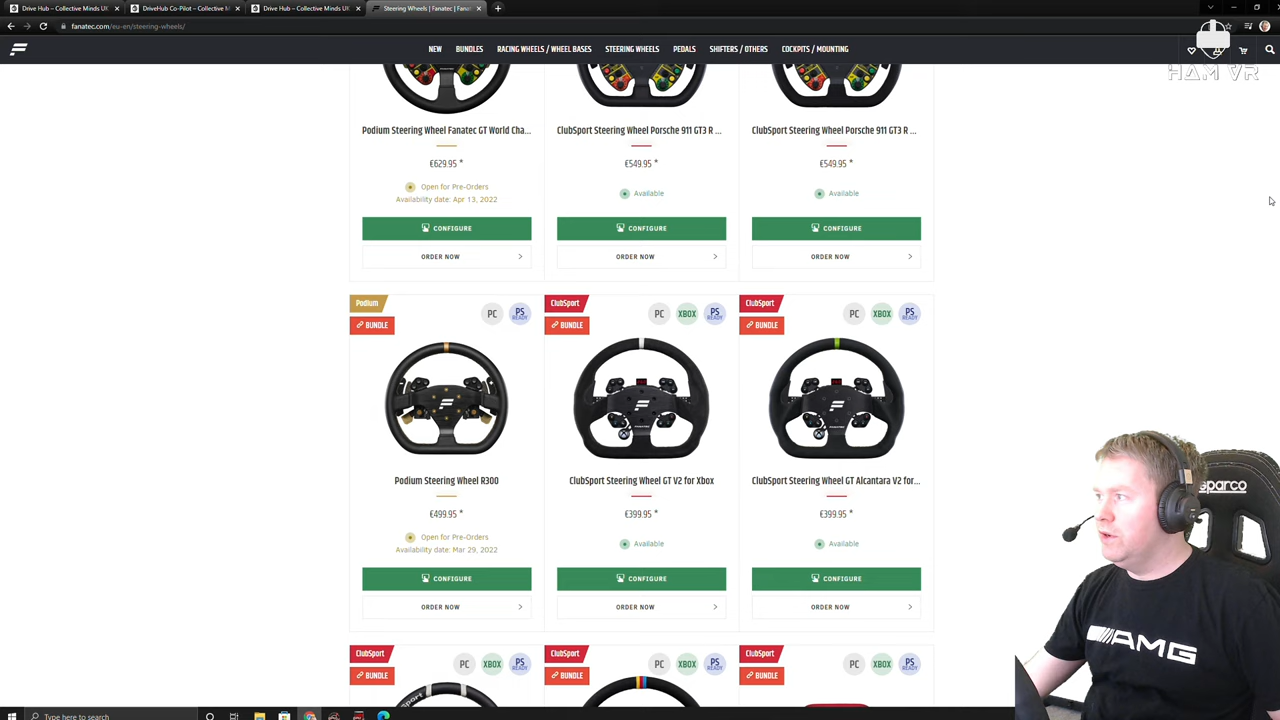 Drive Hub – Collective Minds UK
DriveHub Co-Pilot – Collective M
Drive Hub – Collective Minds UK
Steering Wheels | Fanatec | Fana
fanatec.com/eu-en/steering-wheels/
NEW BUNDLES RACING WHEELS / WHEEL BASES STEERING WHEELS PEDALS SHIFTERS / OTHERS COCKPITS / MOUNTING
HAM VR
Podium Steering Wheel Fanatec GT World Cha...
ClubSport Steering Wheel Porsche 911 GT3 R ...
ClubSport Steering Wheel Porsche 911 GT3 R ...
€629.95 *
€549.95 *
€549.95 *
Open for Pre-Orders
Availability date: Apr 13, 2022
Available
Available
CONFIGURE
CONFIGURE
CONFIGURE
ORDER NOW
ORDER NOW
ORDER NOW
Podium
BUNDLE
PC
PS READY
ClubSport
BUNDLE
PC
XBOX
PS READY
ClubSport
BUNDLE
PC
XBOX
PS READY
Podium Steering Wheel R300
ClubSport Steering Wheel GT V2 for Xbox
ClubSport Steering Wheel GT Alcantara V2 for...
€499.95 *
€399.95 *
€399.95 *
Open for Pre-Orders
Availability date: Mar 29, 2022
Available
Available
CONFIGURE
CONFIGURE
CONFIGURE
ORDER NOW
ORDER NOW
ORDER NOW
ClubSport
BUNDLE
PC
XBOX
PS READY
ClubSport
BUNDLE
PC
XBOX
PS READY
ClubSport
BUNDLE
PC
XBOX
PS READY
sparco
AMG
Type here to search